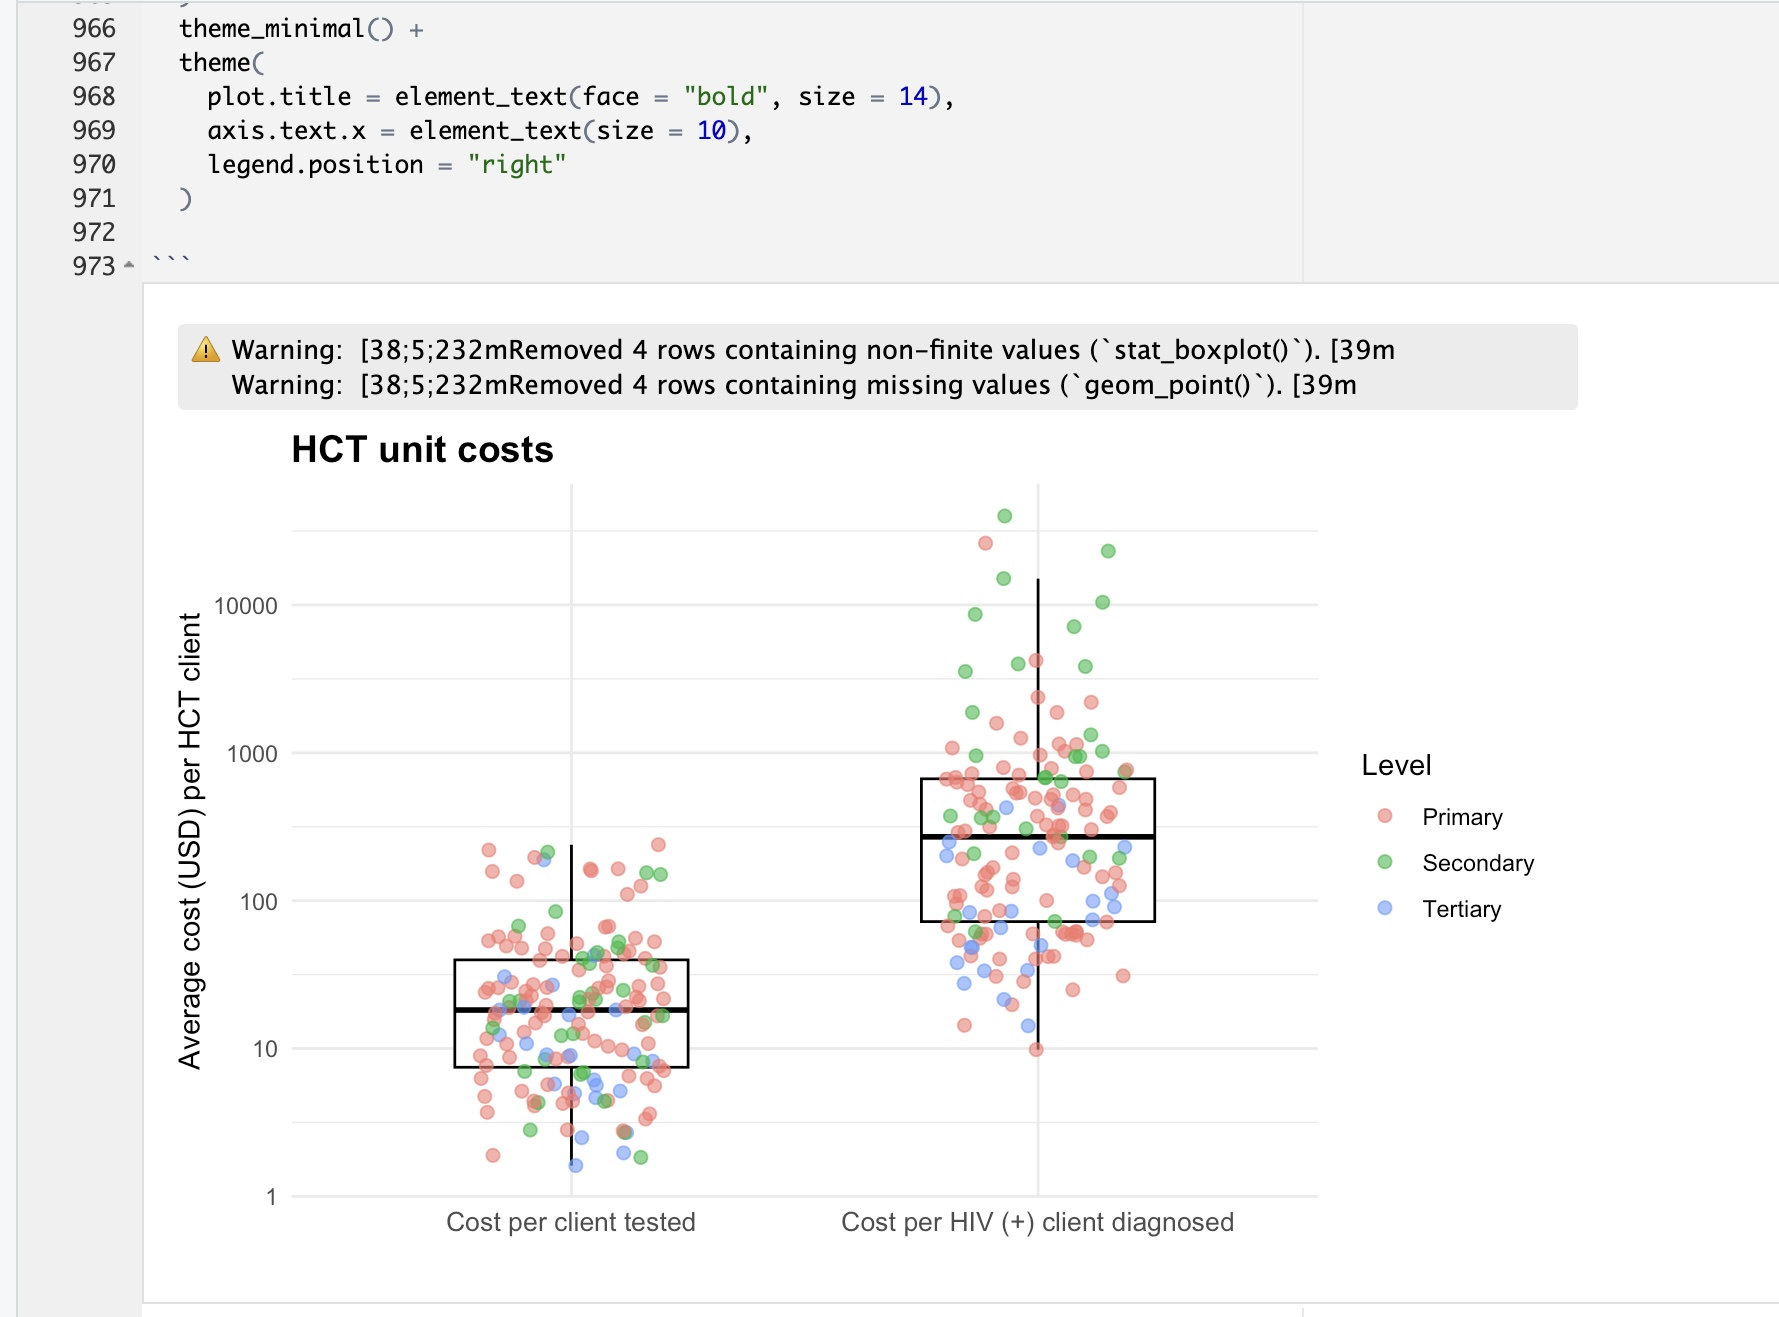 966 theme_minimal() +
967 theme(
968 plot.title = element_text(face = "bold", size = 14),
969 axis.text.x = element_text(size = 10),
970 legend.position = "right"
971 )
972
973 ```
Warning: [38;5;232mRemoved 4 rows containing non-finite values (`stat_boxplot()`). [39m
Warning: [38;5;232mRemoved 4 rows containing missing values (`geom_point()`). [39m
HCT unit costs
Average cost (USD) per HCT client
10000
1000
100
10
1
Cost per client tested
Cost per HIV (+) client diagnosed
Level
Primary
Secondary
Tertiary